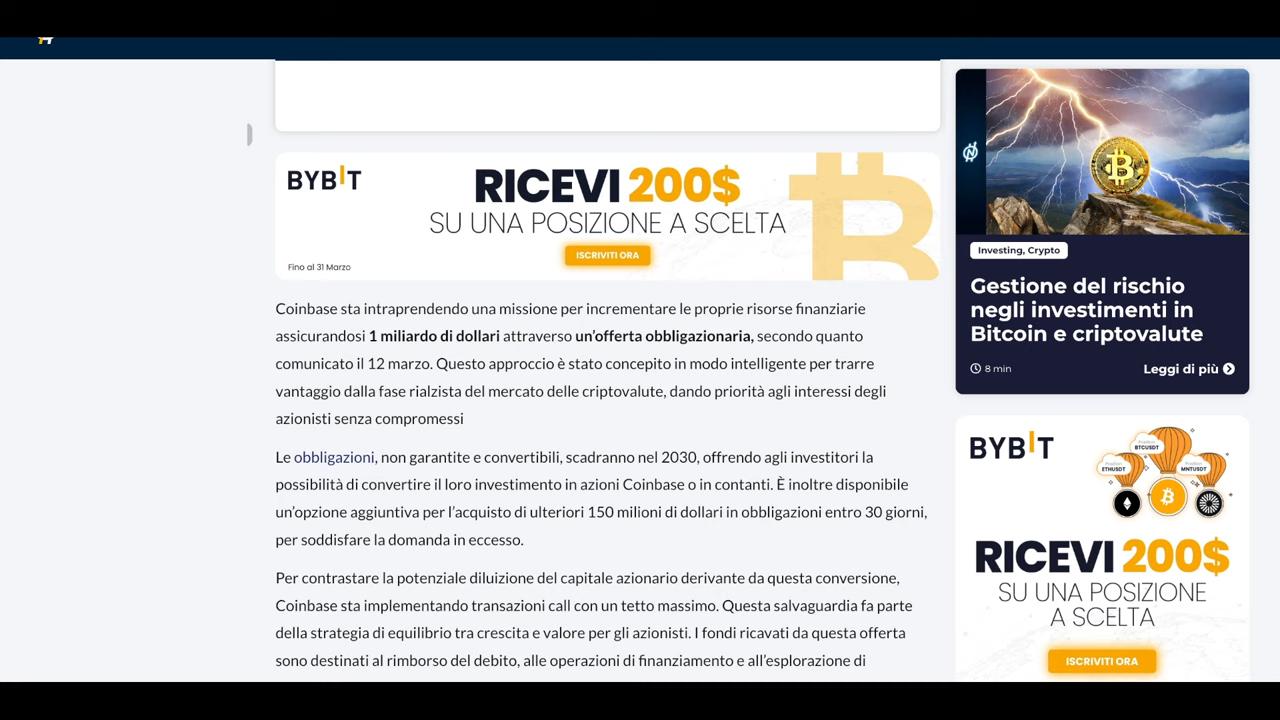 BYBIT
RICEVI 200$
SU UNA POSIZIONE A SCELTA
ISCRIVITI ORA
Fino al 31 Marzo
Coinbase sta intraprendendo una missione per incrementare le proprie risorse finanziarie
assicurandosi 1 miliardo di dollari attraverso un’offerta obbligazionaria, secondo quanto
comunicato il 12 marzo. Questo approccio è stato concepito in modo intelligente per trarre
vantaggio dalla fase rialzista del mercato delle criptovalute, dando priorità agli interessi degli
azionisti senza compromessi
Le obbligazioni, non garantite e convertibili, scadranno nel 2030, offrendo agli investitori la
possibilità di convertire il loro investimento in azioni Coinbase o in contanti. È inoltre disponibile
un’opzione aggiuntiva per l’acquisto di ulteriori 150 milioni di dollari in obbligazioni entro 30 giorni,
per soddisfare la domanda in eccesso.
Per contrastare la potenziale diluizione del capitale azionario derivante da questa conversione,
Coinbase sta implementando transazioni call con un tetto massimo. Questa salvaguardia fa parte
della strategia di equilibrio tra crescita e valore per gli azionisti. I fondi ricavati da questa offerta
sono destinati al rimborso del debito, alle operazioni di finanziamento e all’esplorazione di
Investing, Crypto
Gestione del rischio
negli investimenti in
Bitcoin e criptovalute
8 min
Leggi di più
BYBIT
Position
BTCUSDT
Position
ETHUSDT
Position
MNTUSDT
RICEVI 200$
SU UNA POSIZIONE
A SCELTA
ISCRIVITI ORA